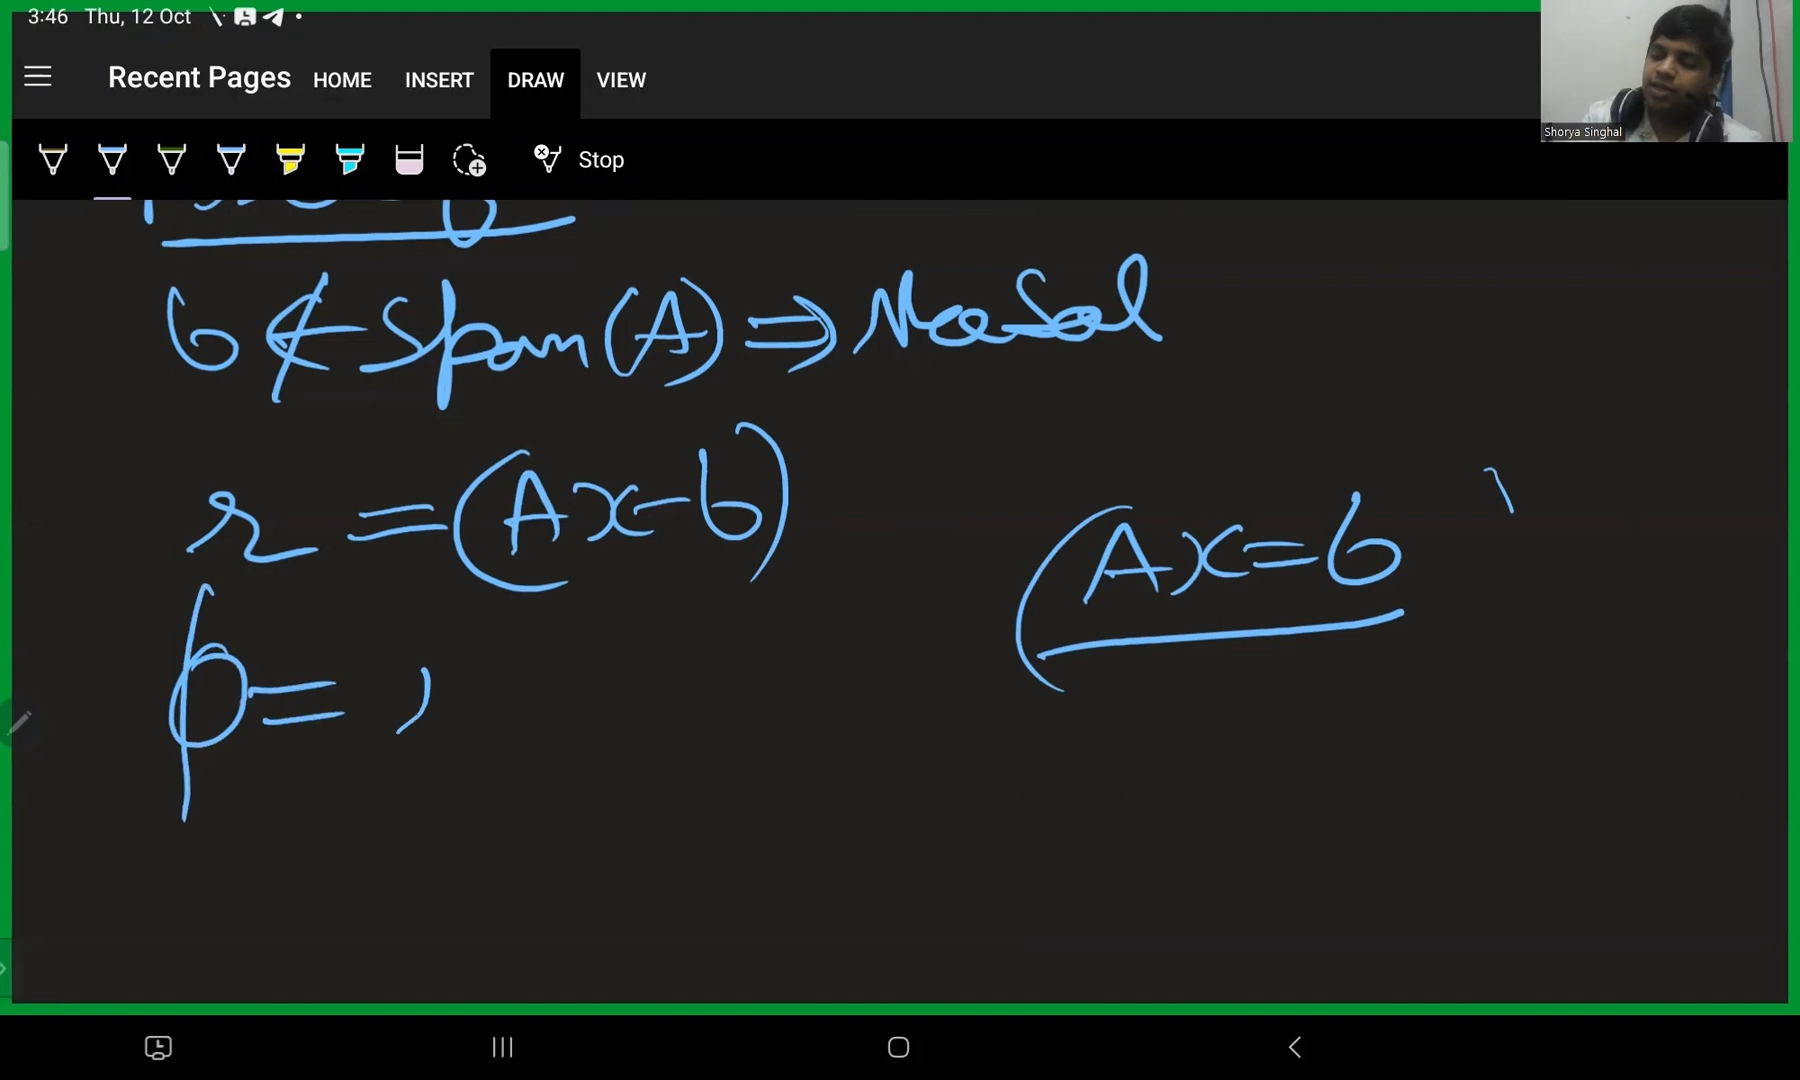 3:46 Thu, 12 Oct
Recent Pages HOME INSERT DRAW VIEW
Shorya Singhal
Stop
b ∉ Span(A) ⇒ No Sol
r = (Ax-b)
(Ax=b
p= )